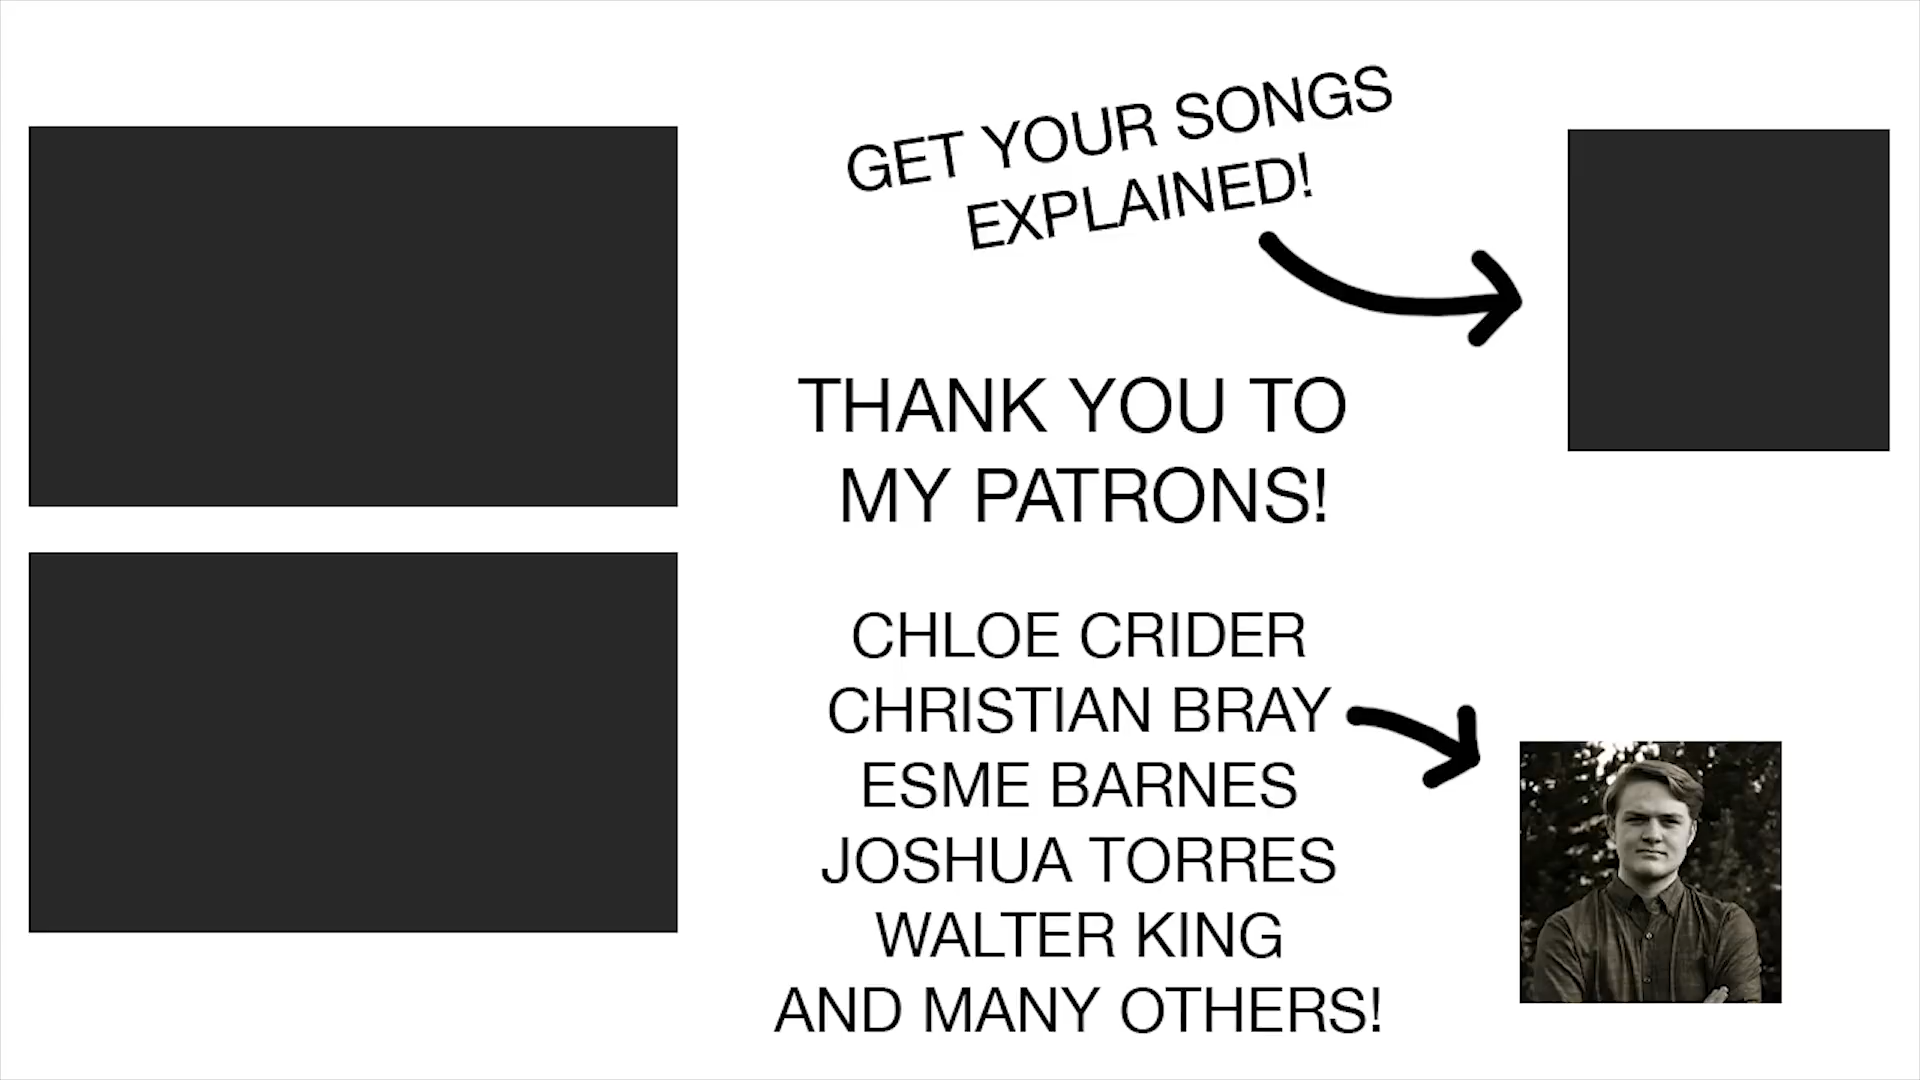 GET YOUR SONGS
EXPLAINED!
THANK YOU TO
MY PATRONS!
CHLOE CRIDER
CHRISTIAN BRAY
ESME BARNES
JOSHUA TORRES
WALTER KING
AND MANY OTHERS!